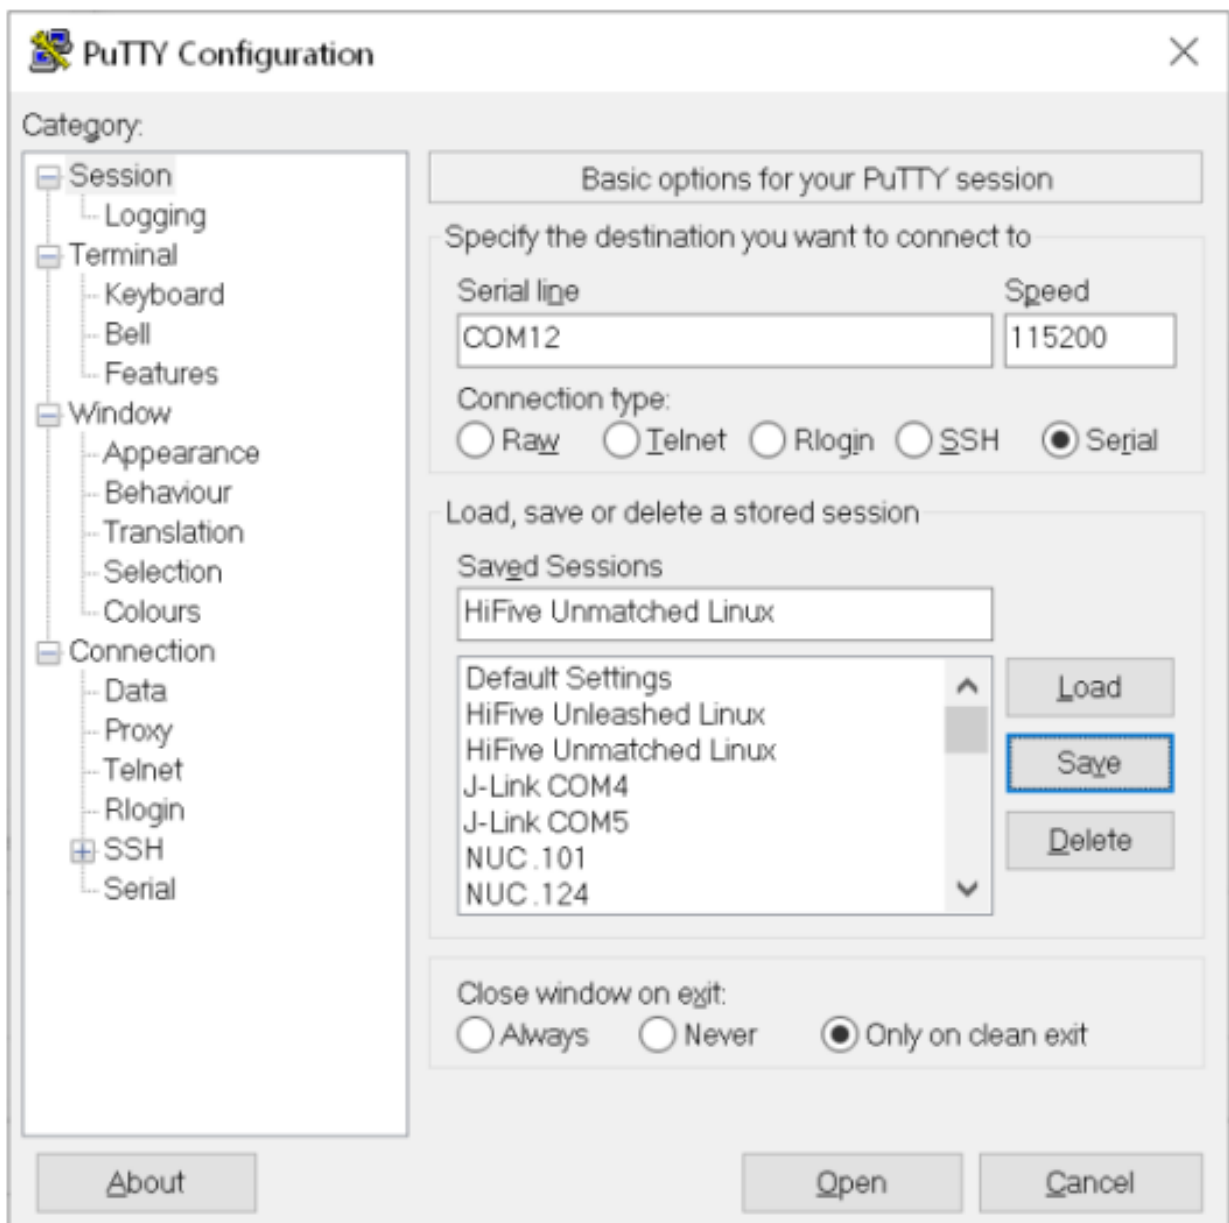 PuTTY Configuration
Category:
Session
Logging
Terminal
Keyboard
Bell
Features
Window
Appearance
Behaviour
Translation
Selection
Colours
Connection
Data
Proxy
Telnet
Rlogin
SSH
Serial
Basic options for your PuTTY session
Specify the destination you want to connect to
Serial line Speed
COM12 115200
Connection type:
Raw Telnet Rlogin SSH Serial
Load, save or delete a stored session
Saved Sessions
HiFive Unmatched Linux
Default Settings
HiFive Unleashed Linux
HiFive Unmatched Linux
J-Link COM4
J-Link COM5
NUC .101
NUC .124
Load
Save
Delete
Close window on exit:
Always Never Only on clean exit
About Open Cancel